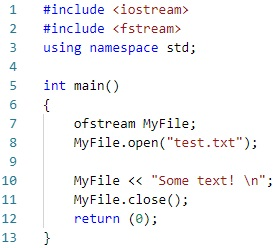 1 #include <iostream>
2 #include <fstream>
3 using namespace std;
4
5 int main()
6 {
7     ofstream MyFile;
8     MyFile.open("test.txt");
9
10     MyFile << "Some text! \n";
11     MyFile.close();
12     return (0);
13 }